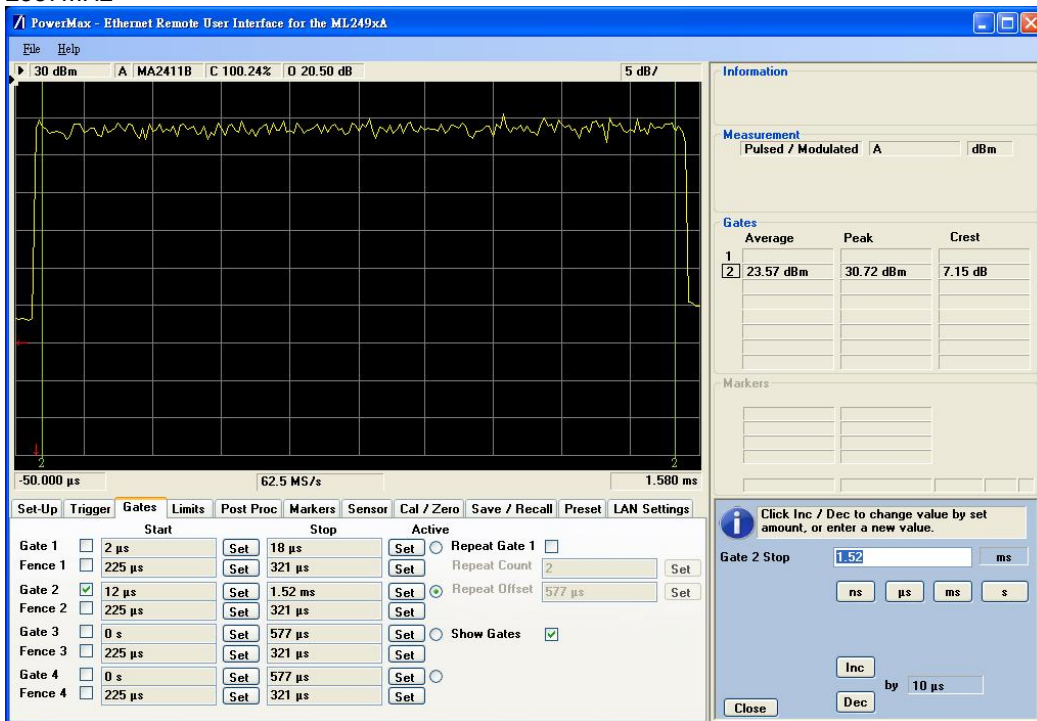 PowerMax - Ethernet Remote User Interface for the ML249xA
File Help
30 dBm A MA2411B C 100.24% O 20.50 dB 5 dB/
2 2
-50.000 µs 62.5 MS/s 1.580 ms
Set-Up Trigger Gates Limits Post Proc Markers Sensor Cal / Zero Save / Recall Preset LAN Settings
Start Stop Active
Gate 1 2 µs Set 18 µs Set Repeat Gate 1
Fence 1 225 µs Set 321 µs Set Repeat Count 2 Set
Gate 2 12 µs Set 1.52 ms Set Repeat Offset 577 µs Set
Fence 2 225 µs Set 321 µs Set
Gate 3 0 s Set 577 µs Set Show Gates
Fence 3 225 µs Set 321 µs Set
Gate 4 0 s Set 577 µs Set
Fence 4 225 µs Set 321 µs Set
Information
Measurement
Pulsed / Modulated A dBm
Gates
Average Peak Crest
1
2 23.57 dBm 30.72 dBm 7.15 dB
Markers
Click Inc / Dec to change value by set
amount, or enter a new value.
Gate 2 Stop 1.52 ms
ns µs ms s
Inc
by 10 µs
Close Dec